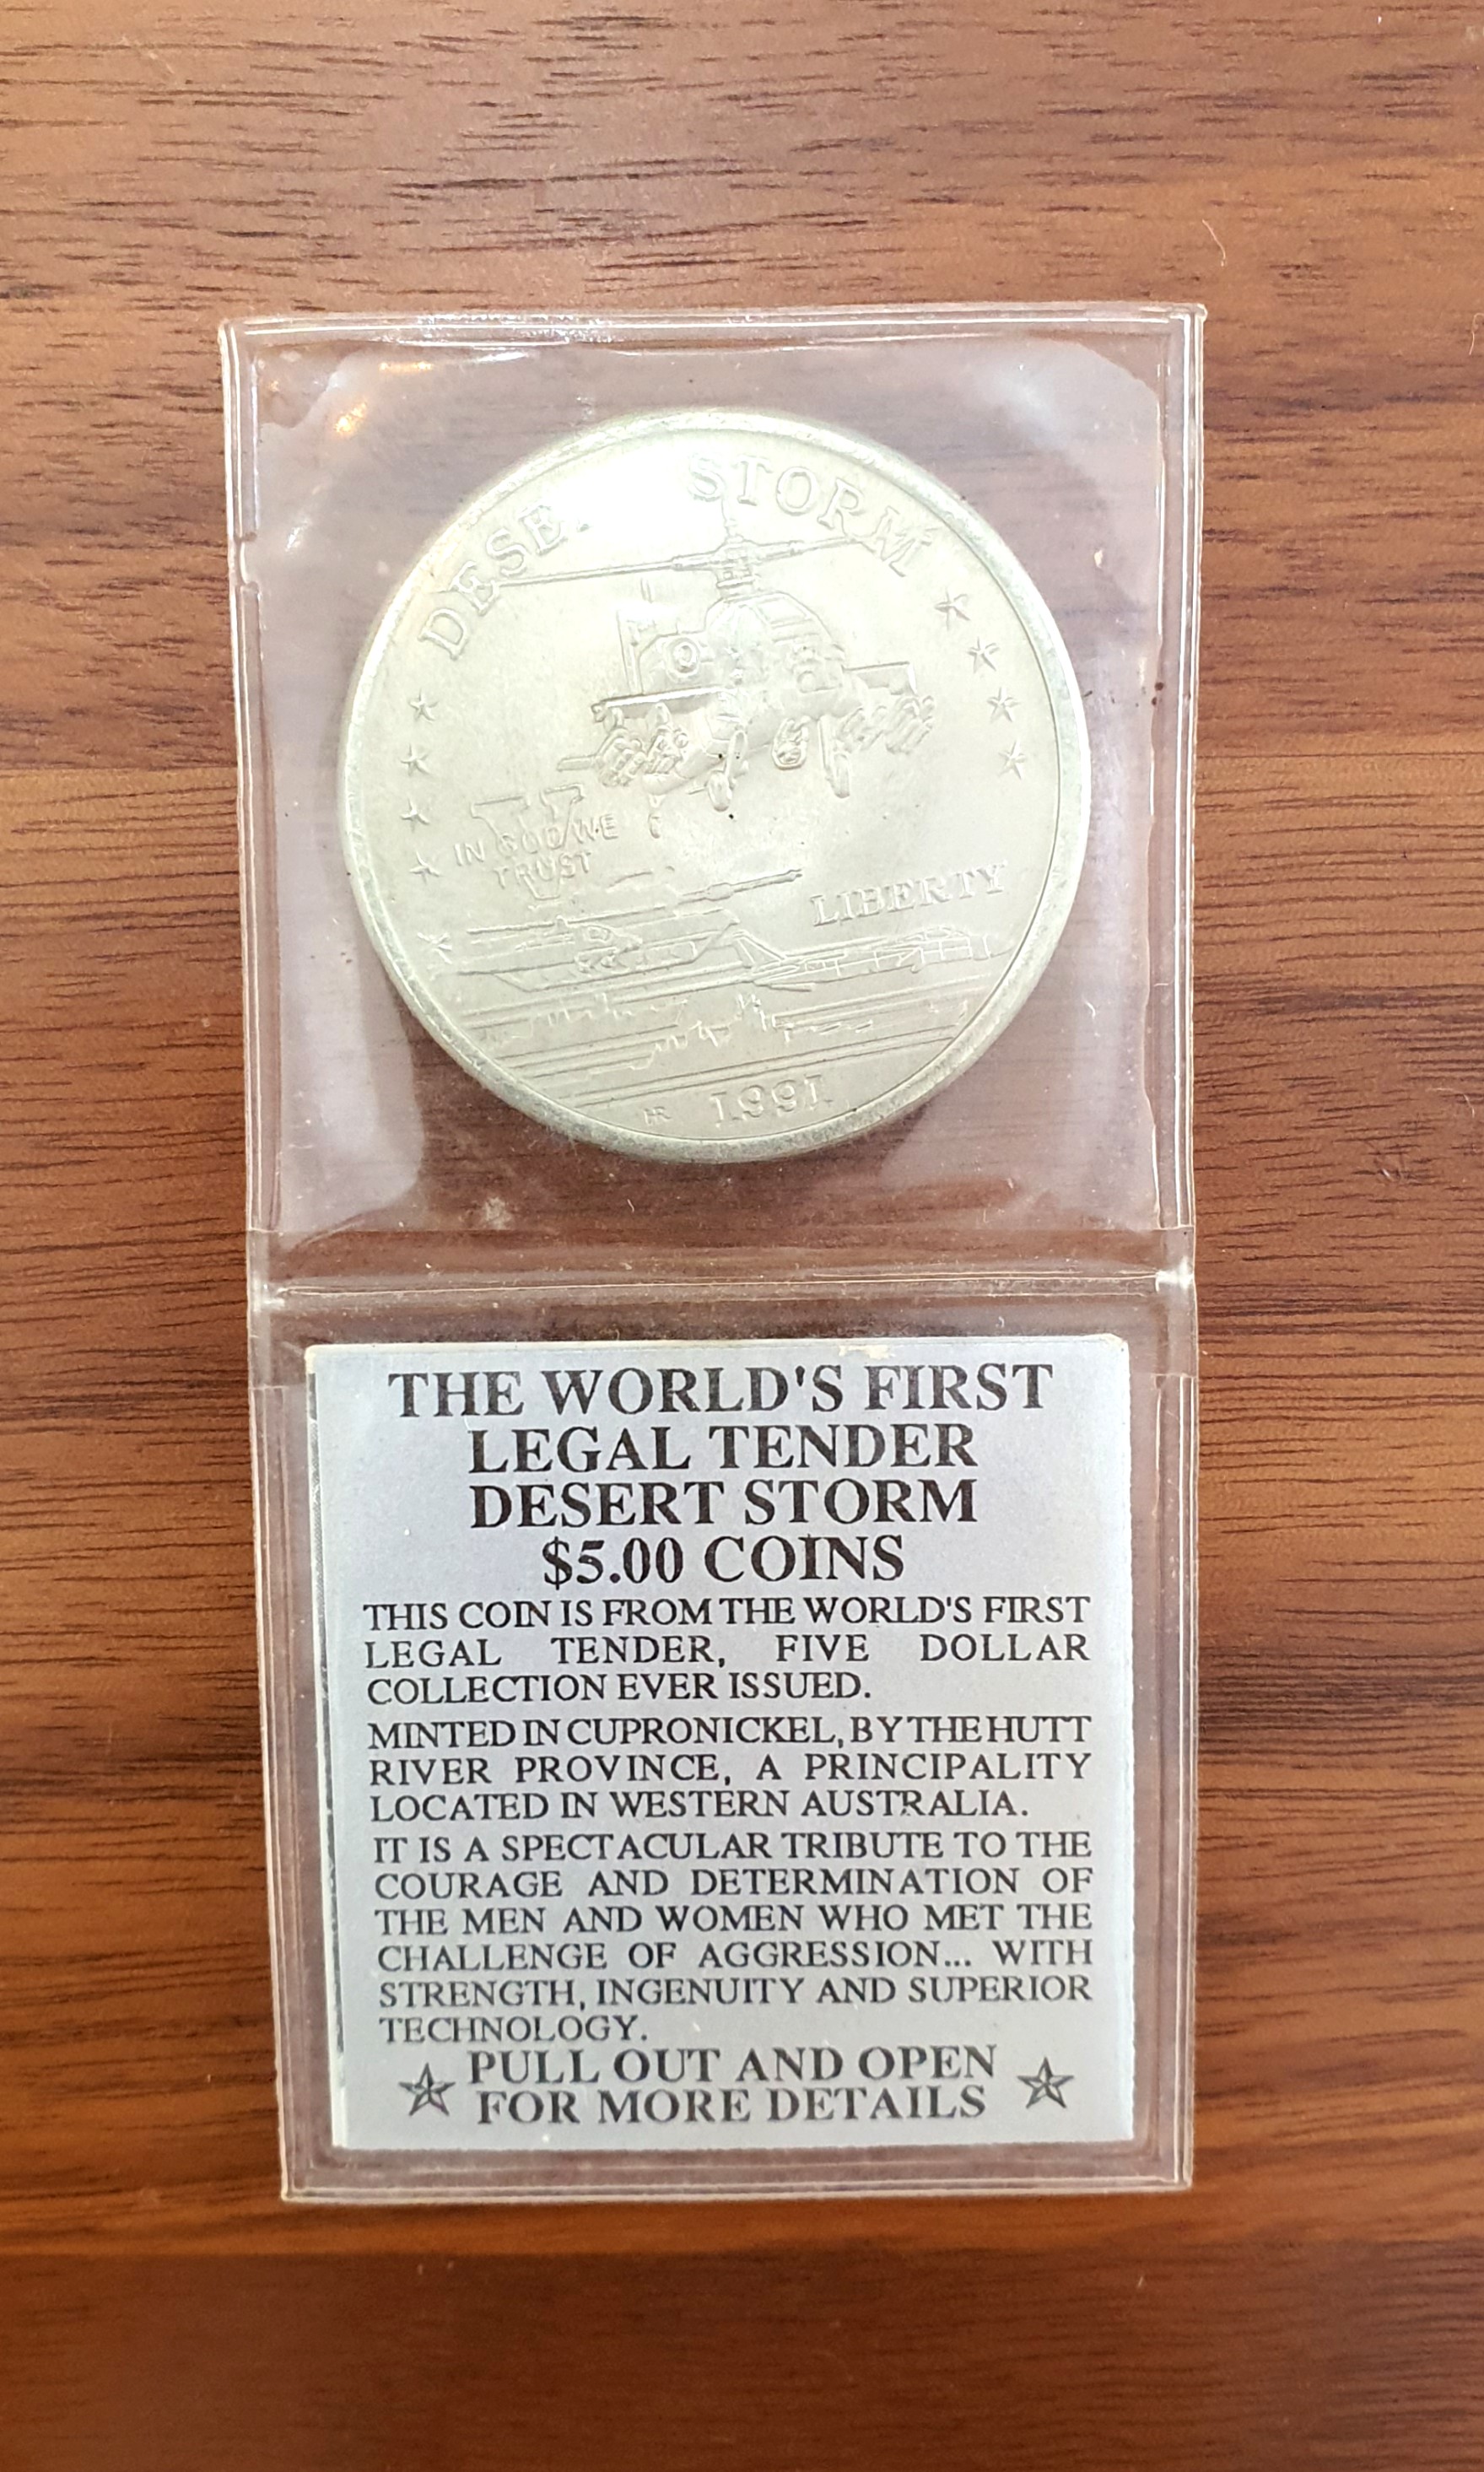 STORM
V
IN GOD WE
TRUST
LIBERTY
HR 1991
THE WORLD'S FIRST
LEGAL TENDER
DESERT STORM
$5.00 COINS
THIS COIN IS FROM THE WORLD'S FIRST
LEGAL TENDER, FIVE DOLLAR
COLLECTION EVER ISSUED.
MINTED IN CUPRONICKEL, BY THE HUTT
RIVER PROVINCE, A PRINCIPALITY
LOCATED IN WESTERN AUSTRALIA.
IT IS A SPECTACULAR TRIBUTE TO THE
COURAGE AND DETERMINATION OF
THE MEN AND WOMEN WHO MET THE
CHALLENGE OF AGGRESSION... WITH
STRENGTH, INGENUITY AND SUPERIOR
TECHNOLOGY.
PULL OUT AND OPEN
FOR MORE DETAILS